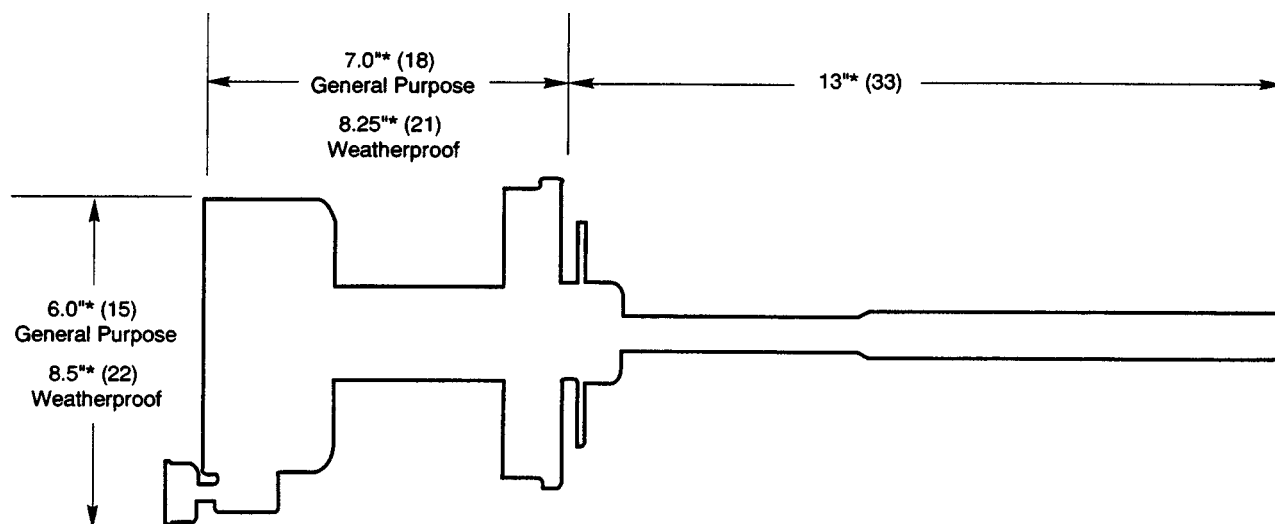 7.0"* (18)
General Purpose
8.25"* (21)
Weatherproof
13"* (33)
6.0"* (15)
General Purpose
8.5"* (22)
Weatherproof